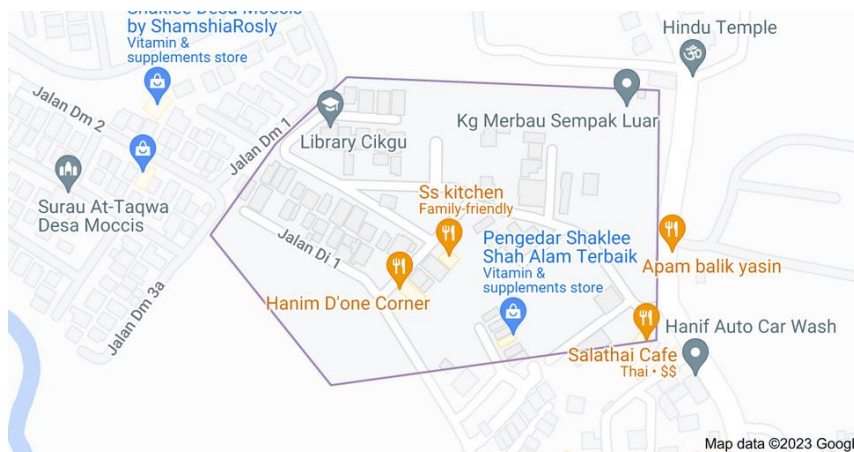 Shaklee Desa Moccis
by ShamshiaRosly
Vitamin &
supplements store
Hindu Temple
Jalan Dm 2
Jalan Dm 1
Library Cikgu
Kg Merbau Sempak Luar
Surau At-Taqwa
Desa Moccis
Ss kitchen
Family-friendly
Jalan Di 1
Pengedar Shaklee
Shah Alam Terbaik
Vitamin &
supplements store
Apam balik yasin
Jalan Dm 3a
Hanim D'one Corner
Hanif Auto Car Wash
Salathai Cafe
Thai • $$
Map data ©2023 Googl